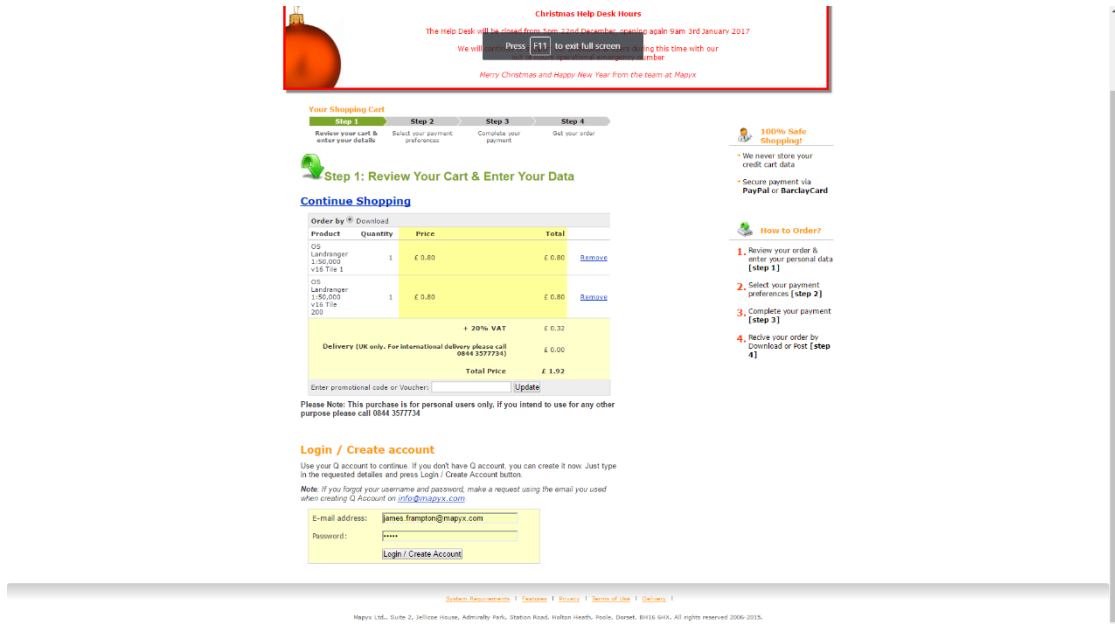 Christmas Help Desk Hours
The Help Desk will be closed from 5pm 22nd December, opening again 9am 3rd January 2017
Press F11 to exit full screen
We will during this time with our
number
Merry Christmas and Happy New Year from the team at Mapyx
Your Shopping Cart
Step 1 Step 2 Step 3 Step 4
Review your cart & Select your payment Complete your Get your order
enter your details preferences payment
Step 1: Review Your Cart & Enter Your Data
Continue Shopping
Order by Download
Product Quantity Price Total
OS
Landranger
1:50,000
v16 Tile 1
1 £ 0.80 £ 0.80 Remove
OS
Landranger
1:50,000
v16 Tile
200
1 £ 0.80 £ 0.80 Remove
+ 20% VAT £ 0.32
Delivery (UK only. For international delivery please call
0844 3577734)
£ 0.00
Total Price £ 1.92
Enter promotional code or Voucher: Update
Please Note: This purchase is for personal users only, if you intend to use for any other
purpose please call 0844 3577734
Login / Create account
Use your Q account to continue. If you don't have Q account, you can create it now. Just type
in the requested detailes and press Login / Create Account button.
Note: If you forgot your username and password, make a request using the email you used
when creating Q Account on info@mapyx.com
E-mail address: james.frampton@mapyx.com
Password: •••••
Login / Create Account
100% Safe
Shopping!
We never store your
credit cart data
Secure payment via
PayPal or BarclayCard
How to Order?
1. Review your order &
enter your personal data
[step 1]
2. Select your payment
preferences [step 2]
3. Complete your payment
[step 3]
4. Recive your order by
Download or Post [step
4]
System Requirements | Features | Privacy | Terms of Use | Delivery |
Mapyx Ltd., Suite 2, Jellicoe House, Admiralty Park, Station Road, Holton Heath, Poole, Dorset, BH16 6HX. All rights reserved 2006-2015.